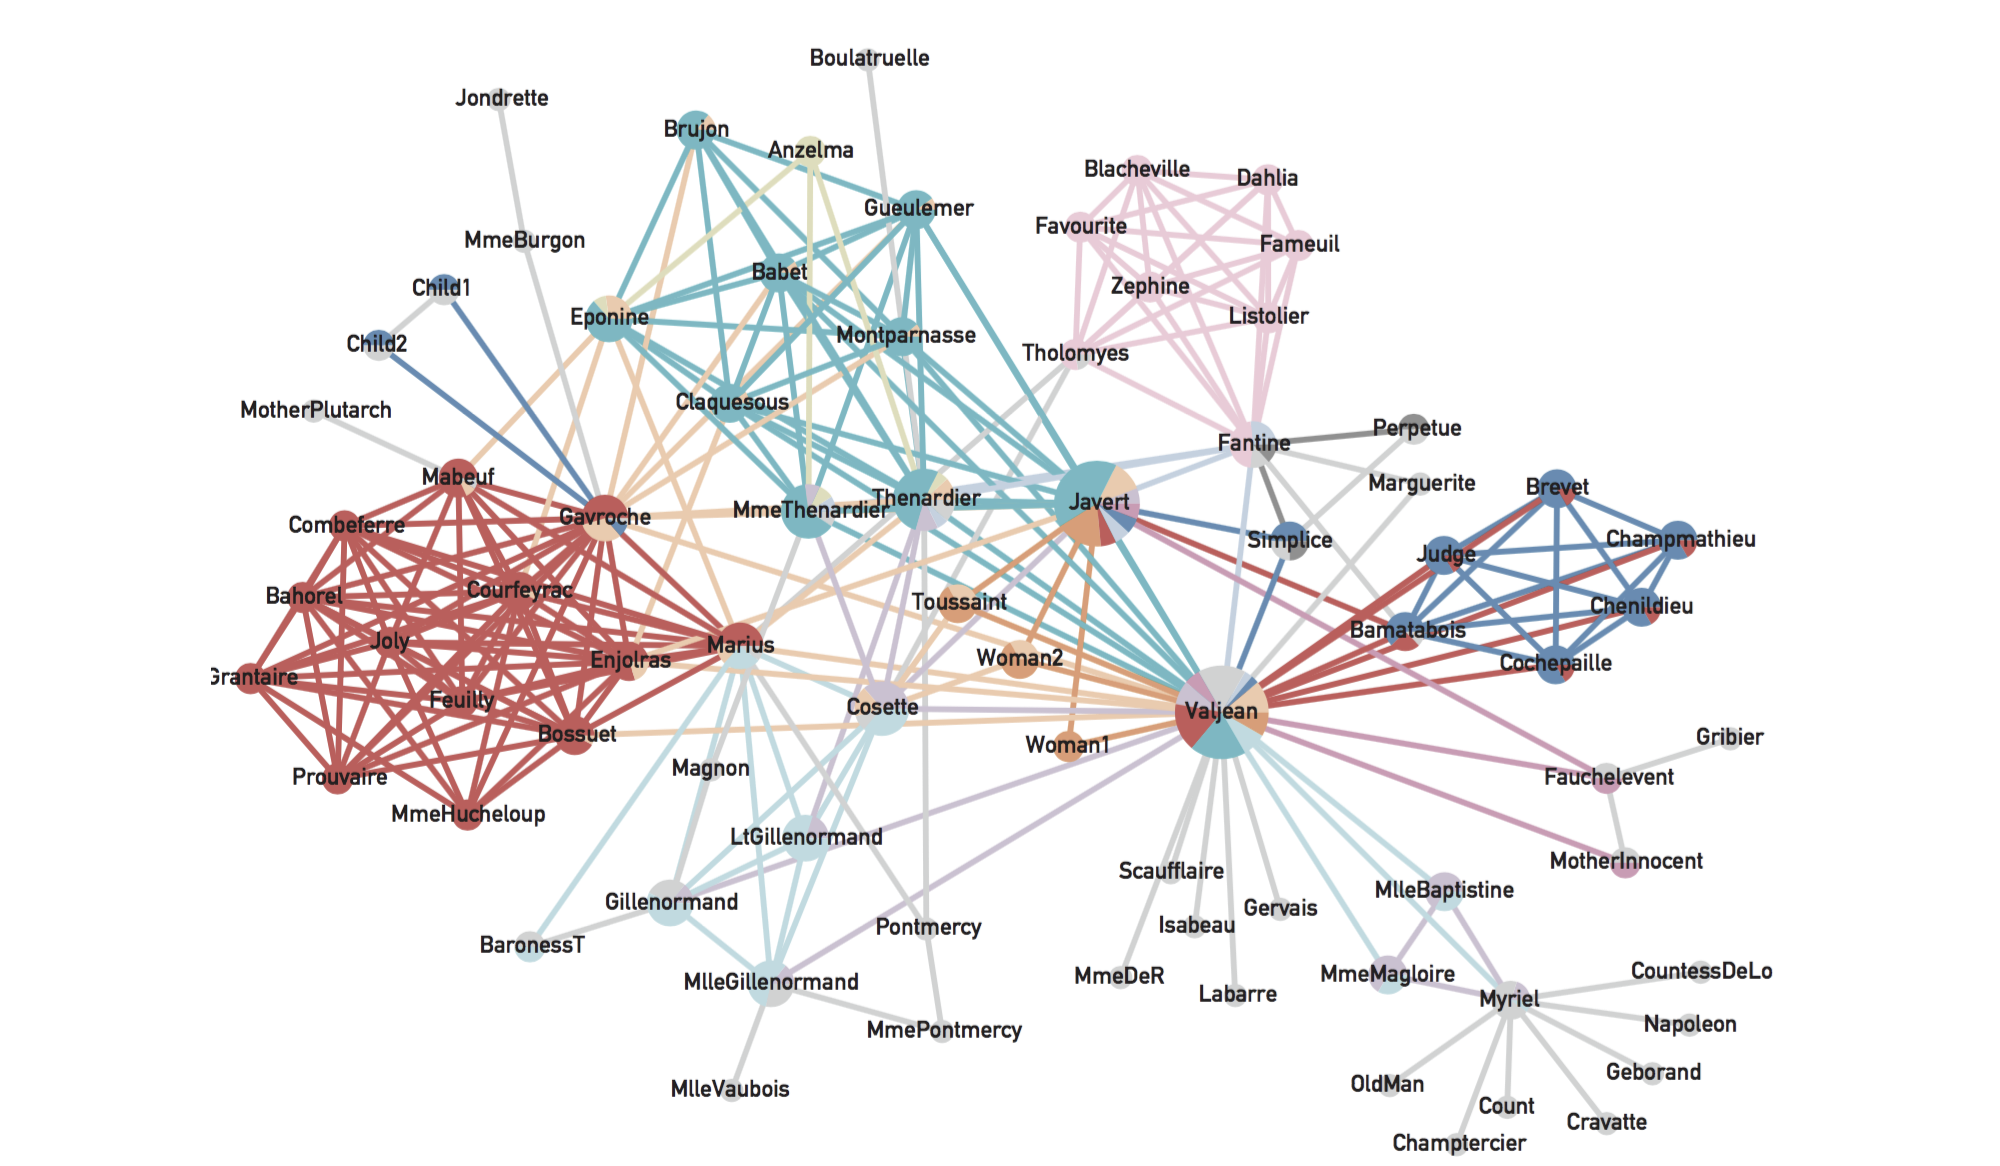 Boulatruelle
Jondrette
Brujon
Anzelma
Blacheville
Dahlia
Gueulemer
Favourite
MmeBurgon
Fameuil
Babet
Child1
Zephine
Eponine
Listolier
Montparnasse
Child2
Tholomyes
Claquesous
MotherPlutarch
Perpetue
Fantine
Mabeuf
Marguerite
Brevet
Thenardier
Javert
MmeThenardier
Gavroche
Combeferre
Simplice
Champmathieu
Judge
Courfeyrac
Bahorel
Toussaint
Chenildieu
Bamatabois
Joly
Marius
Enjolras
Woman2
Cochepaille
Grantaire
Feuilly
Cosette
Valjean
Bossuet
Woman1
Gribier
Magnon
Prouvaire
Fauchelevent
MmeHucheloup
LtGillenormand
MotherInnocent
Scaufflaire
MlleBaptistine
Gillenormand
Gervais
Isabeau
Pontmercy
BaronessT
CountessDeLo
MmeDeR
MmeMagloire
MlleGillenormand
Labarre
Myriel
Napoleon
MmePontmercy
Geborand
OldMan
MlleVaubois
Count
Cravatte
Champtercier